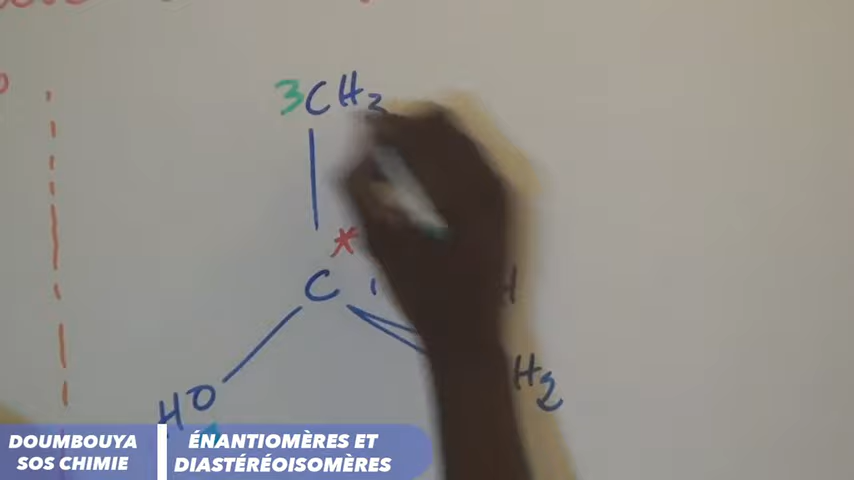 3CH3
*
C
H
H2
HO
DOUMBOUYA
SOS CHIMIE
ÉNANTIOMÈRES ET
DIASTÉRÉOISOMÈRES